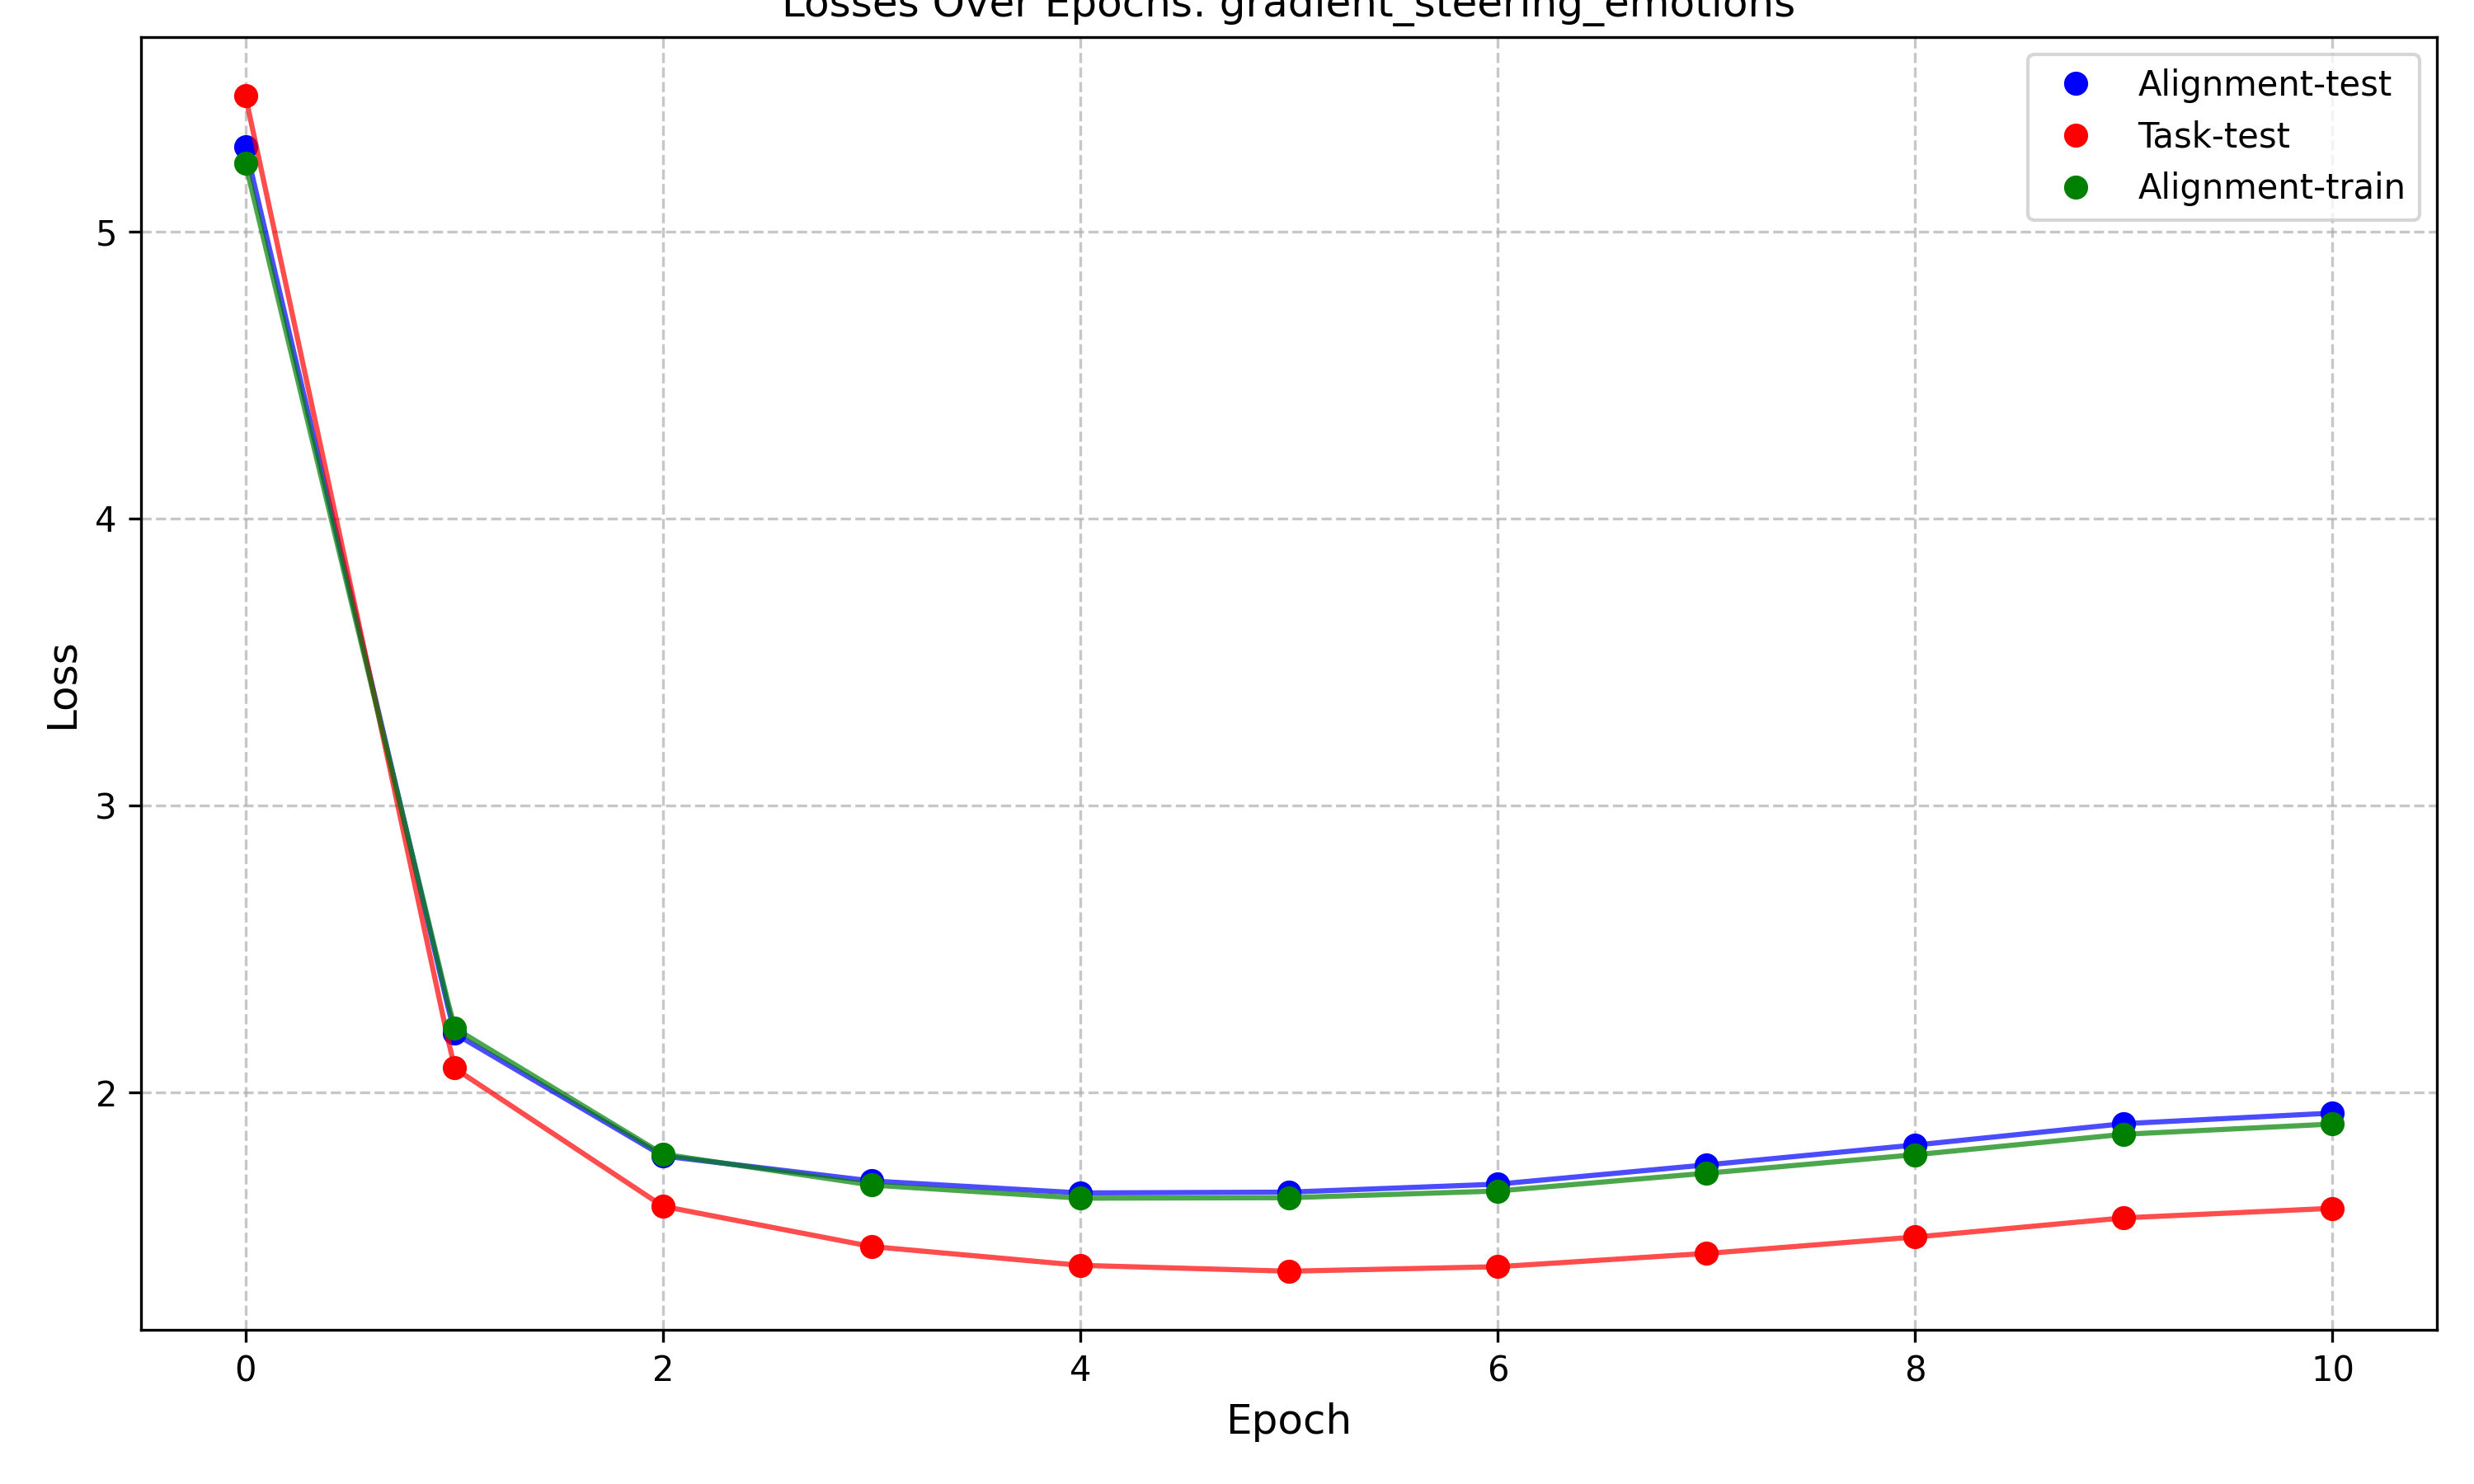 Losses Over Epochs: gradient_steering_emotions
Alignment-test
Task-test
Alignment-train
5
4
3
2
Loss
0
2
4
6
8
10
Epoch